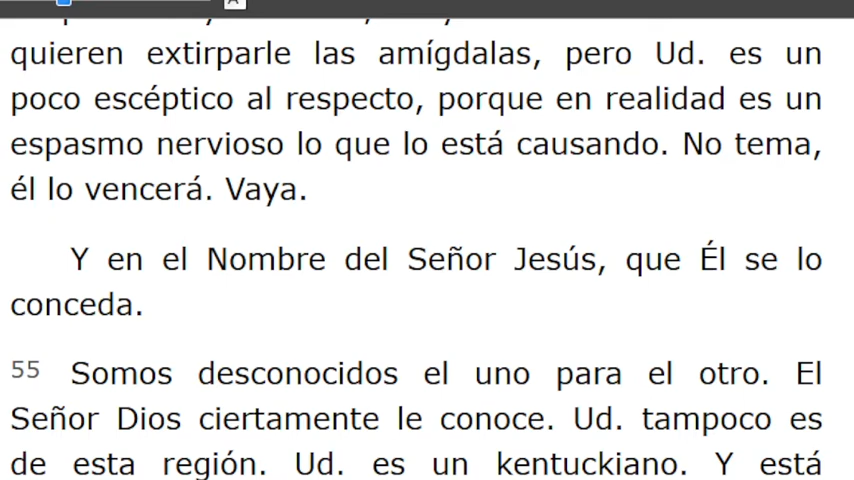 quieren extirparle las amígdalas, pero Ud. es un
poco escéptico al respecto, porque en realidad es un
espasmo nervioso lo que lo está causando. No tema,
él lo vencerá. Vaya.
Y en el Nombre del Señor Jesús, que Él se lo
conceda.
55 Somos desconocidos el uno para el otro. El
Señor Dios ciertamente le conoce. Ud. tampoco es
de esta región. Ud. es un kentuckiano. Y está